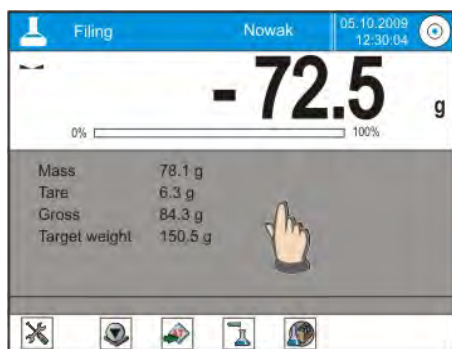 Filing Nowak 05.10.2009
12:30:04
- 72.5 g
0% 100%
Mass 78.1 g
Tare 6.3 g
Gross 84.3 g
Target weight 150.5 g